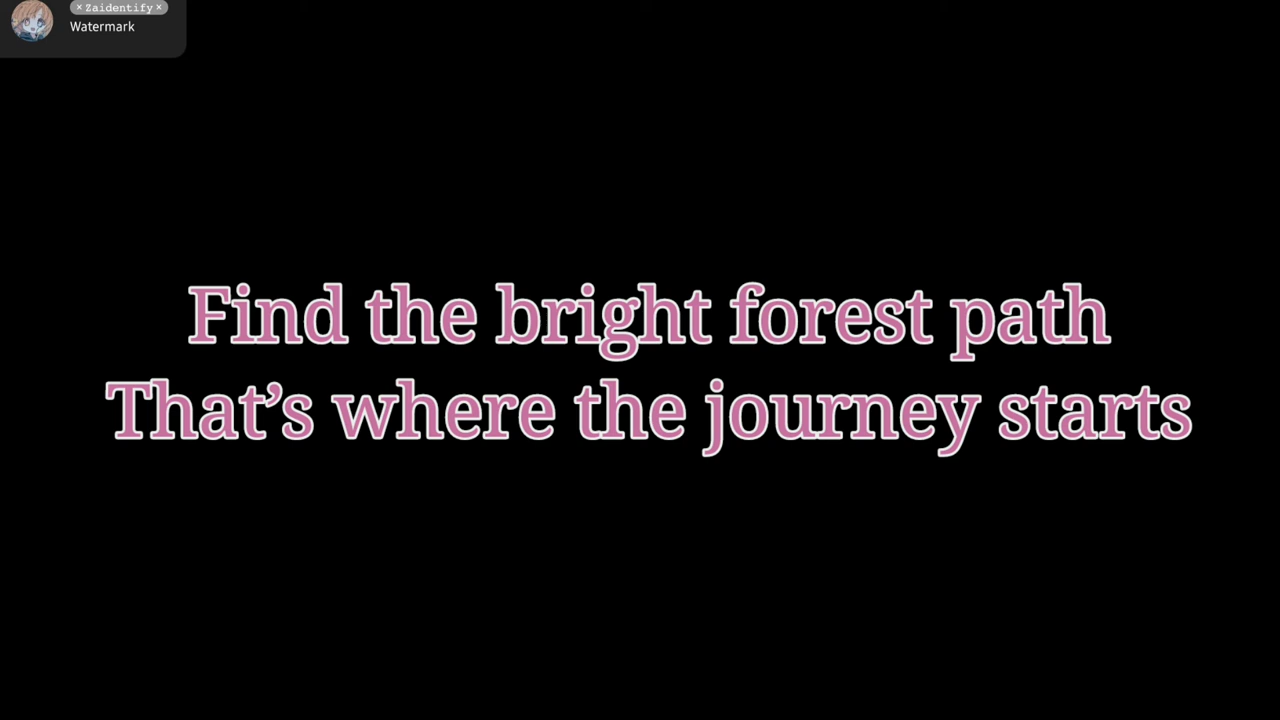 ×Zaidentify×
Watermark
Find the bright forest path
That’s where the journey starts